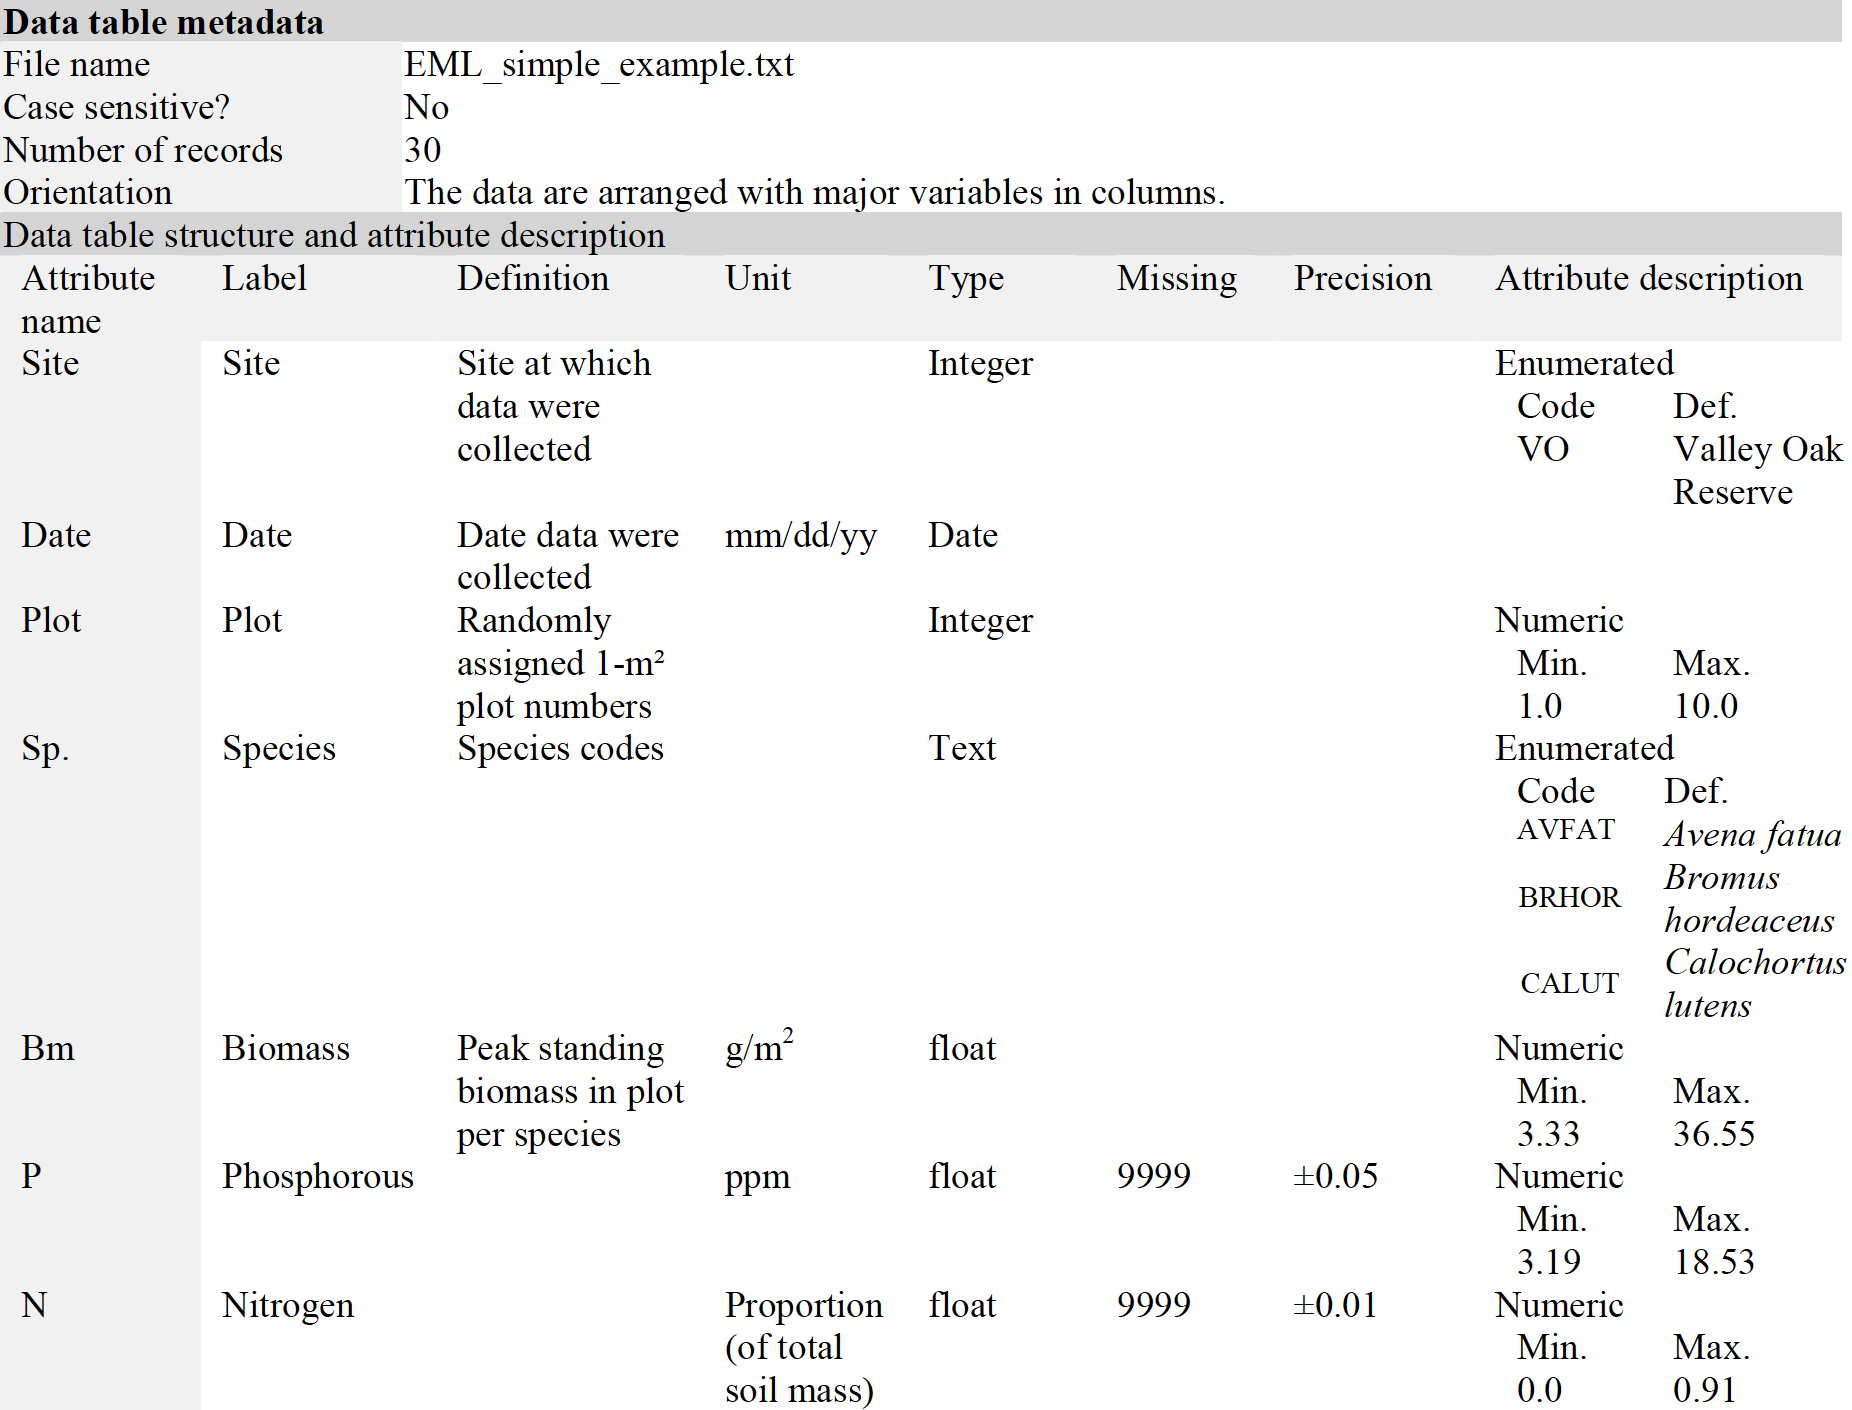 Data table metadata
File name EML_simple_example.txt
Case sensitive? No
Number of records 30
Orientation The data are arranged with major variables in columns.
Data table structure and attribute description
Attribute name Label Definition Unit Type Missing Precision Attribute description
Site Site Site at which Integer Enumerated
data were Code Def.
collected VO Valley Oak
Reserve
Date Date Date data were mm/dd/yy Date
collected
Plot Plot Randomly Integer Numeric
assigned 1-m² Min. Max.
plot numbers 1.0 10.0
Sp. Species Species codes Text Enumerated
Code Def.
AVFAT Avena fatua
BRHOR Bromus
hordeaceus
CALUT Calochortus
lutens
Bm Biomass Peak standing g/m² float Numeric
biomass in plot Min. Max.
per species 3.33 36.55
P Phosphorous ppm float 9999 ±0.05 Numeric
Min. Max.
3.19 18.53
N Nitrogen Proportion float 9999 ±0.01 Numeric
(of total Min. Max.
soil mass) 0.0 0.91